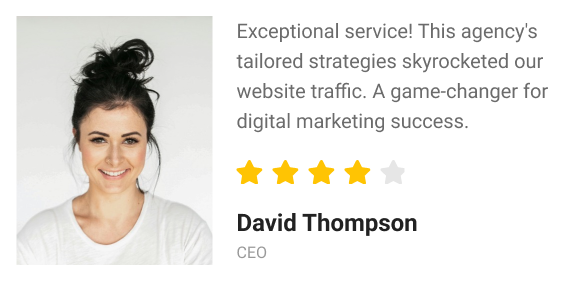 Exceptional service! This agency's
tailored strategies skyrocketed our
website traffic. A game-changer for
digital marketing success.
David Thompson
CEO